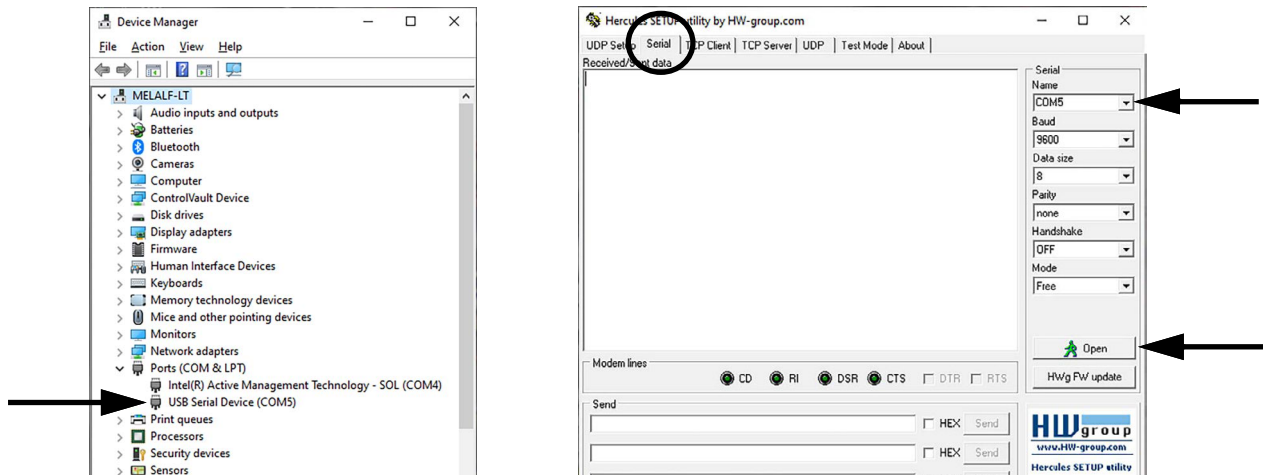 Device Manager
File Action View Help
MELALF-LT
Audio inputs and outputs
Batteries
Bluetooth
Cameras
Computer
ControlVault Device
Disk drives
Display adapters
Firmware
Human Interface Devices
Keyboards
Memory technology devices
Mice and other pointing devices
Monitors
Network adapters
Ports (COM & LPT)
Intel(R) Active Management Technology - SOL (COM4)
USB Serial Device (COM5)
Print queues
Processors
Security devices
Sensors
Hercules SETUP utility by HW-group.com
UDP Setup Serial TCP Client TCP Server UDP Test Mode About
Received/Sent data
Serial
Name
COM5
Baud
9600
Data size
8
Parity
none
Handshake
OFF
Mode
Free
Open
HWg FW update
Modem lines
CD RI DSR CTS DTR RTS
Send
HEX Send
HEX Send
HWgroup
www.HW-group.com
Hercules SETUP utility